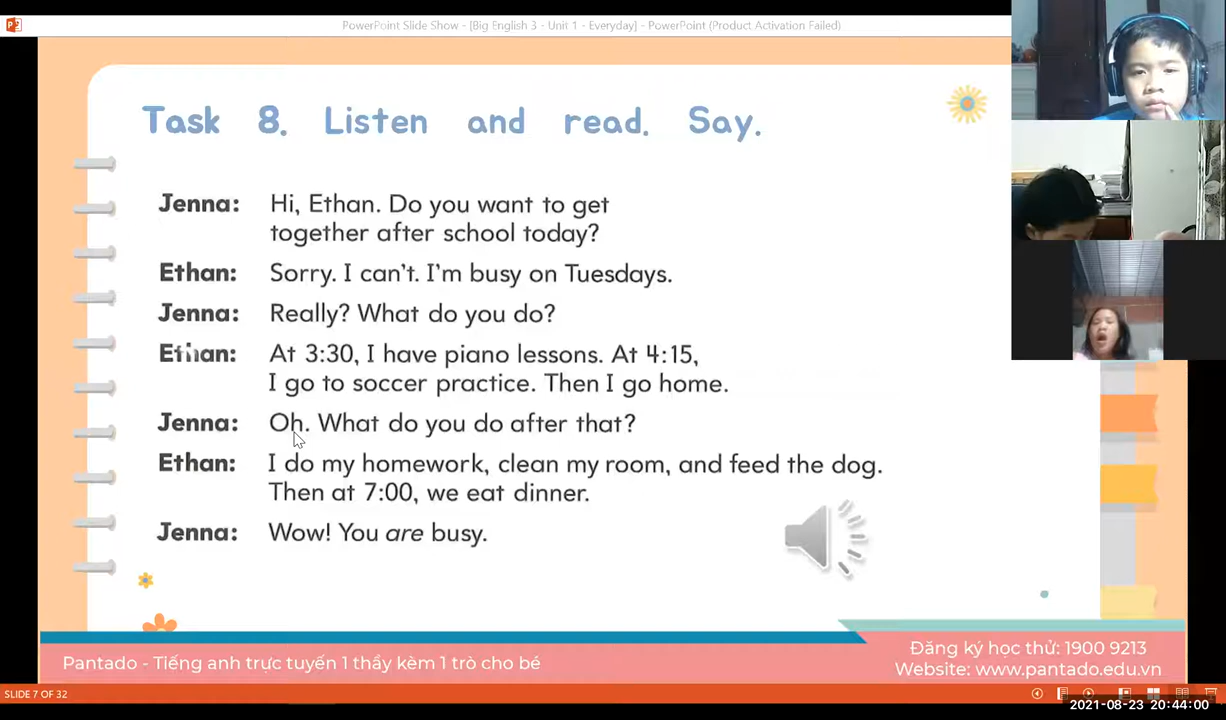 PowerPoint Slide Show - [Big English 3 - Unit 1 - Everyday] - PowerPoint (Product Activation Failed)
Task 8. Listen and read. Say.
Jenna: Hi, Ethan. Do you want to get
together after school today?
Ethan: Sorry. I can't. I'm busy on Tuesdays.
Jenna: Really? What do you do?
Ethan: At 3:30, I have piano lessons. At 4:15,
I go to soccer practice. Then I go home.
Jenna: Oh. What do you do after that?
Ethan: I do my homework, clean my room, and feed the dog.
Then at 7:00, we eat dinner.
Jenna: Wow! You are busy.
Pantado - Tiếng anh trực tuyến 1 thầy kèm 1 trò cho bé
Đăng ký học thử: 1900 9213
Website: www.pantado.edu.vn
SLIDE 7 OF 32
2021-08-23 20:44:00